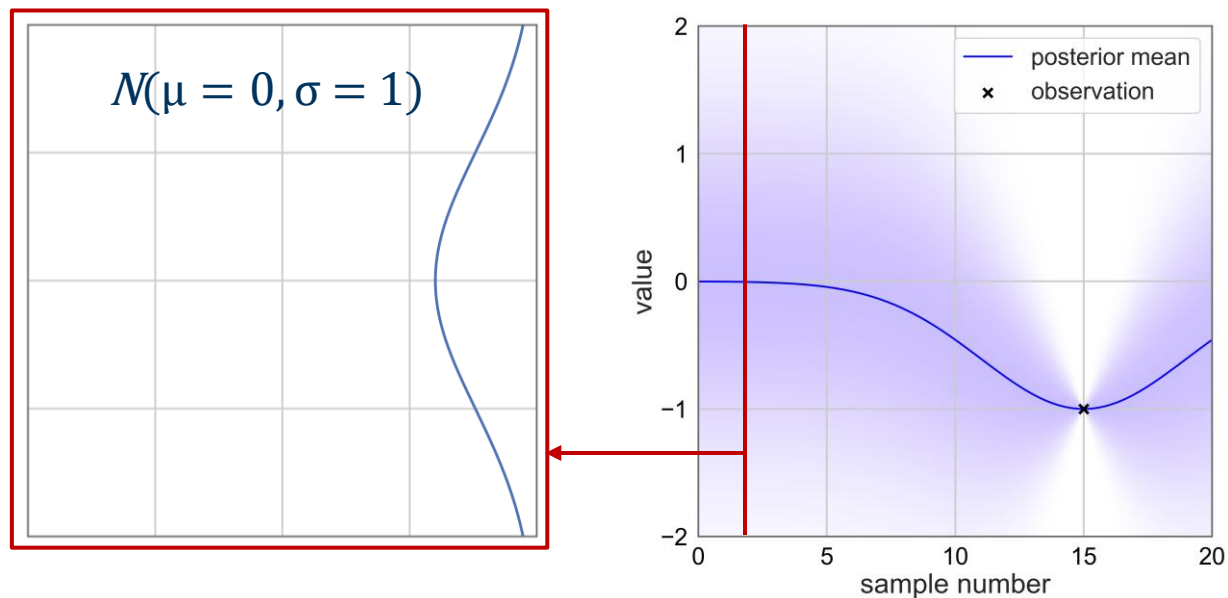 N(μ = 0, σ = 1)
2
1
0
−1
−2
value
posterior mean
observation
0 5 10 15 20
sample number